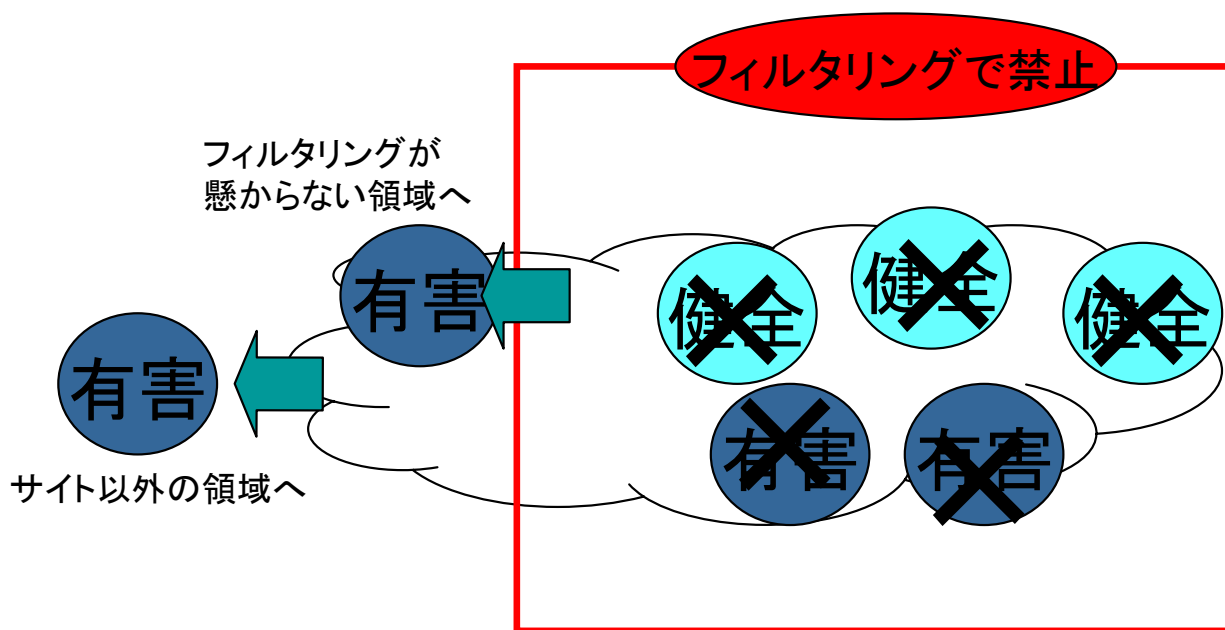 フィルタリングで禁止
フィルタリングが
懸からない領域へ
有害
健全
健全
健全
有害
サイト以外の領域へ
有害
有害